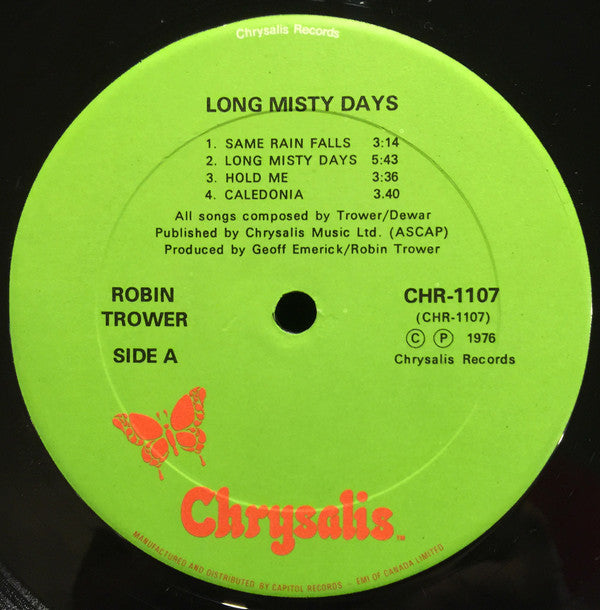 Chrysalis Records
LONG MISTY DAYS
1. SAME RAIN FALLS 3:14
2. LONG MISTY DAYS 5:43
3. HOLD ME 3:36
4. CALEDONIA 3.40
All songs composed by Trower/Dewar
Published by Chrysalis Music Ltd. (ASCAP)
Produced by Geoff Emerick/Robin Trower
ROBIN
TROWER
SIDE A
CHR-1107
(CHR-1107)
© ℗ 1976
Chrysalis Records
Chrysalis™
MANUFACTURED AND DISTRIBUTED BY CAPITOL RECORDS - EMI OF CANADA LIMITED